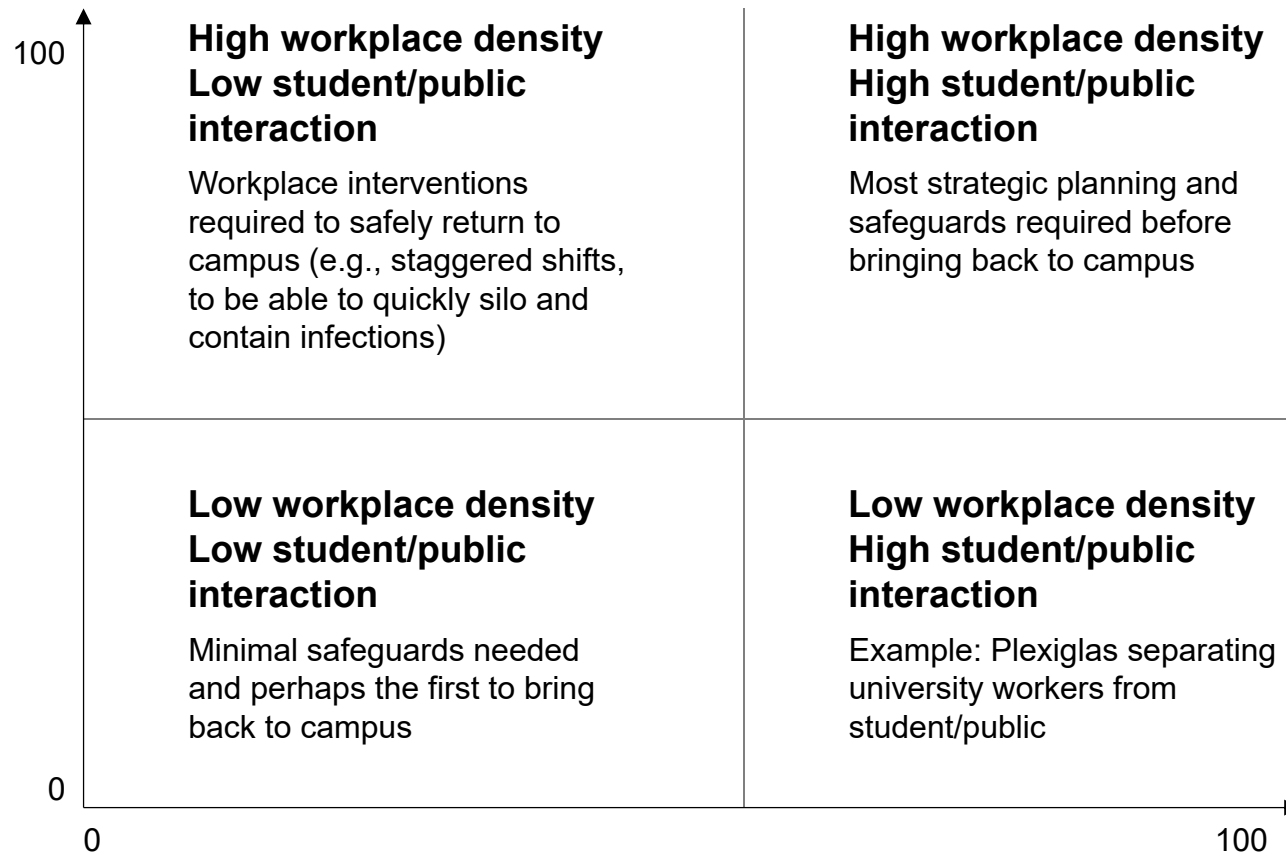 100
High workplace density
Low student/public
interaction
Workplace interventions
required to safely return to
campus (e.g., staggered shifts,
to be able to quickly silo and
contain infections)
High workplace density
High student/public
interaction
Most strategic planning and
safeguards required before
bringing back to campus
Low workplace density
Low student/public
interaction
Minimal safeguards needed
and perhaps the first to bring
back to campus
Low workplace density
High student/public
interaction
Example: Plexiglas separating
university workers from
student/public
0
0
100